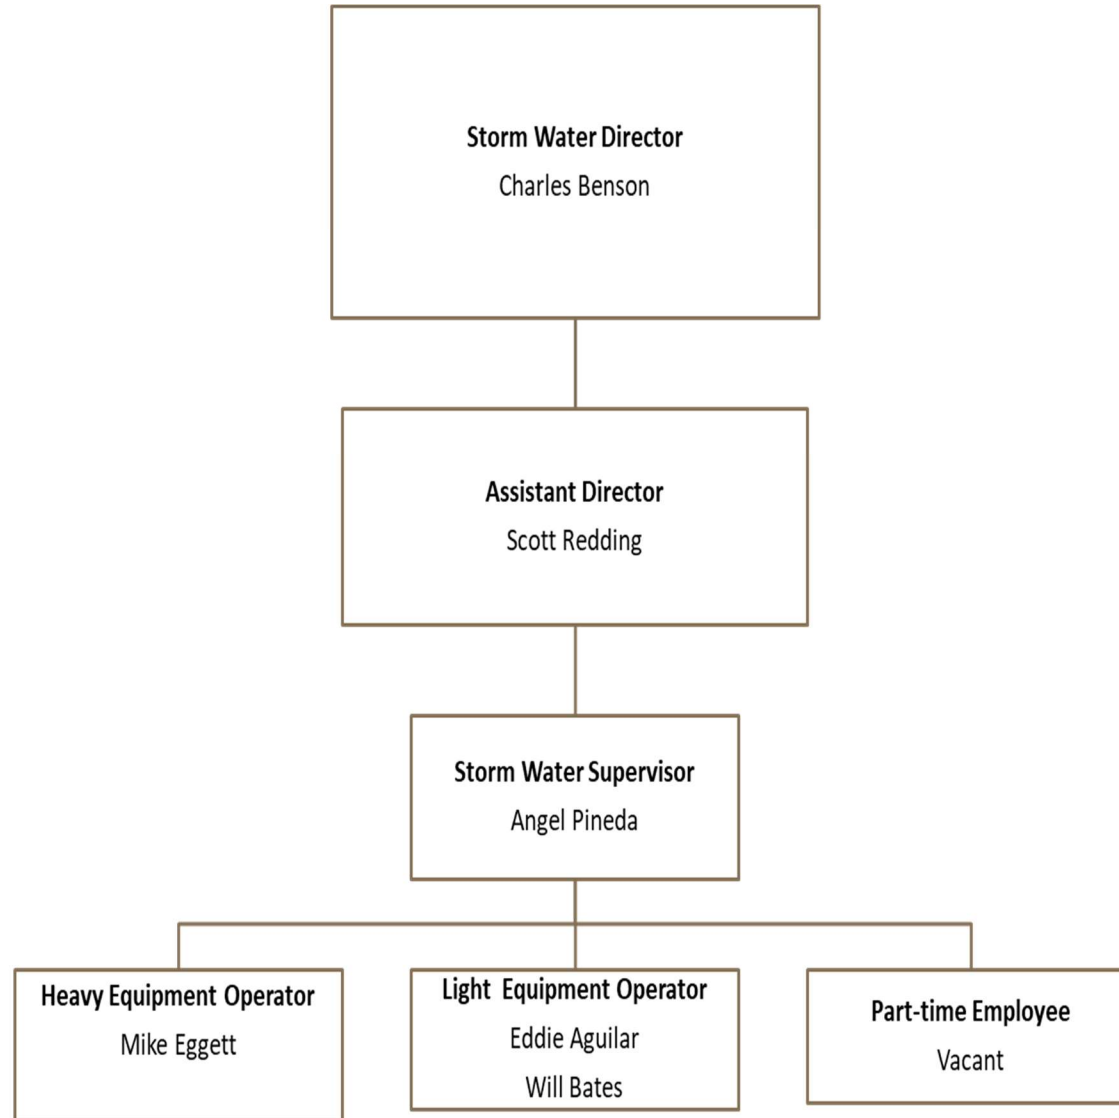 Storm Water Director
Charles Benson
Assistant Director
Scott Redding
Storm Water Supervisor
Angel Pineda
Heavy Equipment Operator
Mike Eggett
Light Equipment Operator
Eddie Aguilar
Will Bates
Part-time Employee
Vacant